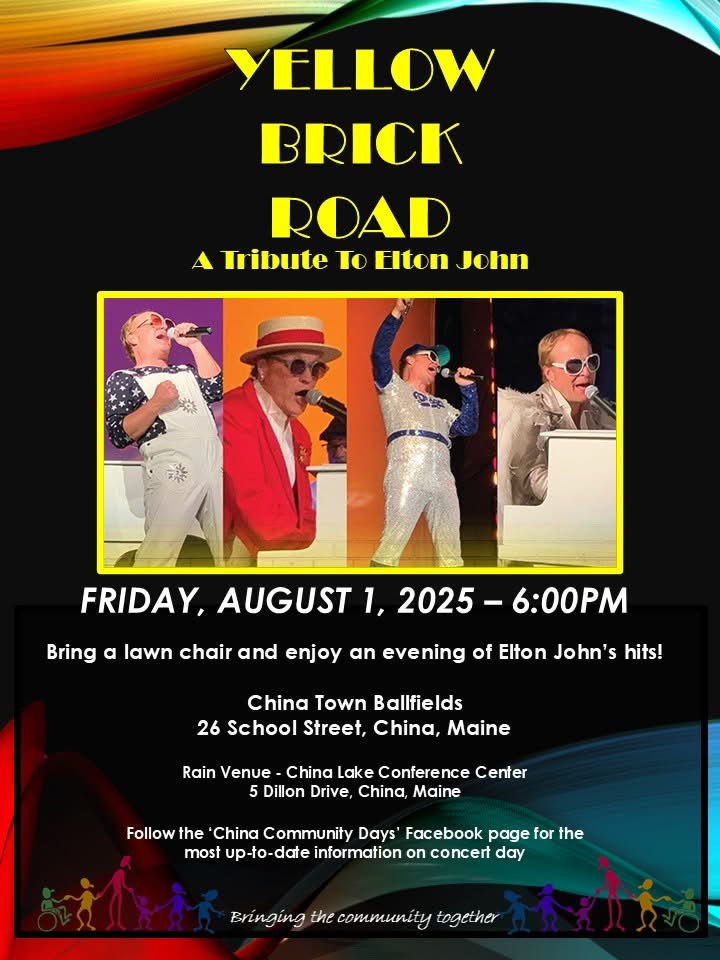 YELLOW
BRICK
ROAD
A Tribute To Elton John
FRIDAY, AUGUST 1, 2025 – 6:00PM
Bring a lawn chair and enjoy an evening of Elton John's hits!
China Town Ballfields
26 School Street, China, Maine
Rain Venue - China Lake Conference Center
5 Dillon Drive, China, Maine
Follow the 'China Community Days' Facebook page for the
most up-to-date information on concert day
Bringing the community together